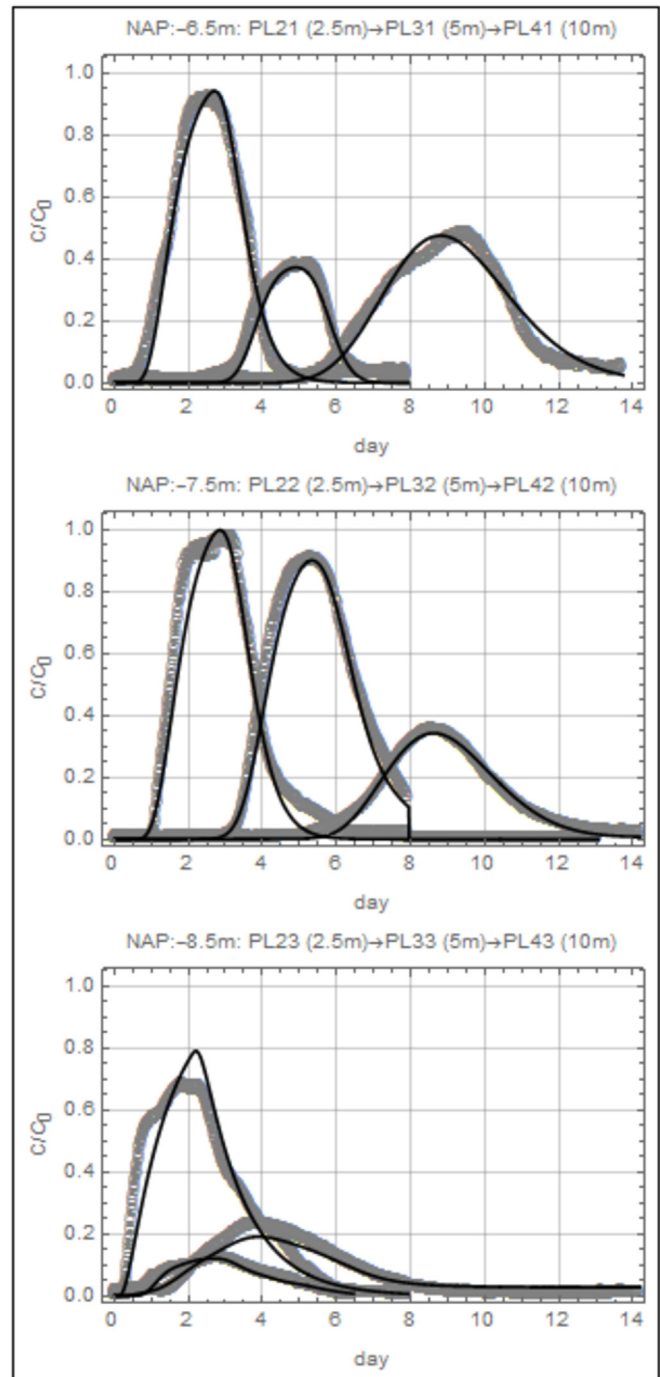 NAP:-6.5m: PL21 (2.5m)→PL31 (5m)→PL41 (10m)
1.0
0.8
0.6
0.4
0.2
0.0
C/C0
0 2 4 6 8 10 12 14
day
NAP:-7.5m: PL22 (2.5m)→PL32 (5m)→PL42 (10m)
1.0
0.8
0.6
0.4
0.2
0.0
C/C0
0 2 4 6 8 10 12 14
day
NAP:-8.5m: PL23 (2.5m)→PL33 (5m)→PL43 (10m)
1.0
0.8
0.6
0.4
0.2
0.0
C/C0
0 2 4 6 8 10 12 14
day